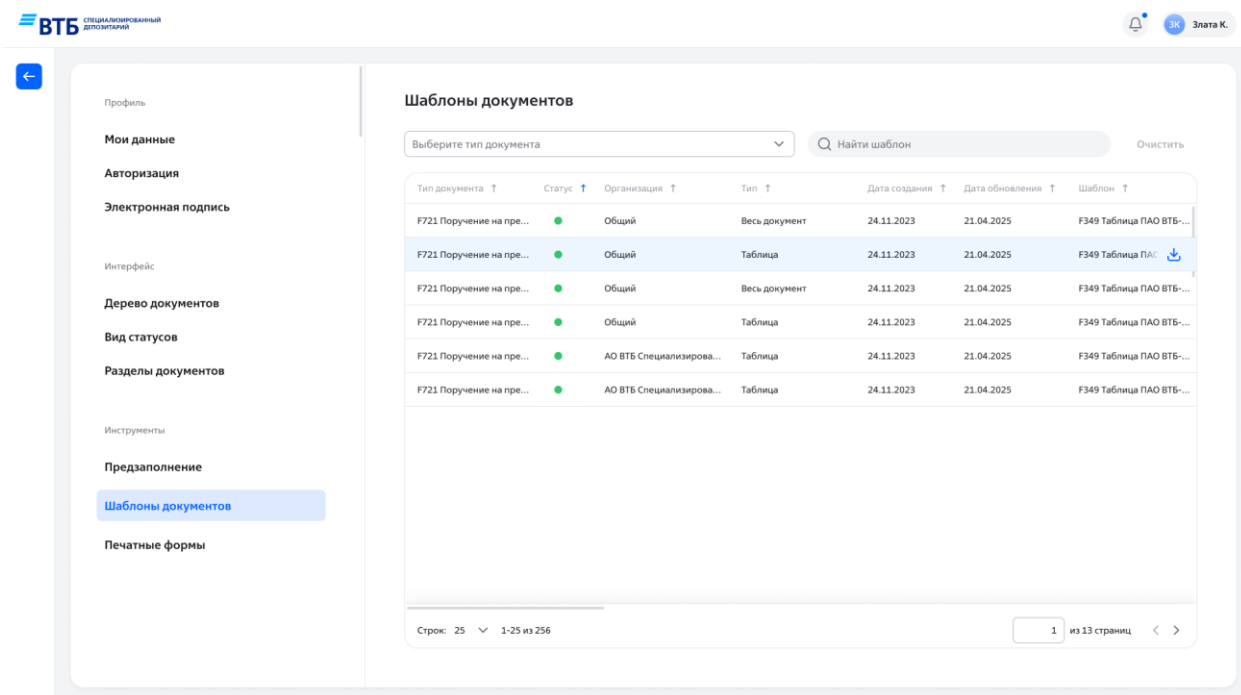 ВТБ СПЕЦИАЛИЗИРОВАННЫЙ ДЕПОЗИТАРИЙ
ЗК Злата К.
Профиль
Мои данные
Авторизация
Электронная подпись
Интерфейс
Дерево документов
Вид статусов
Разделы документов
Инструменты
Предзаполнение
Шаблоны документов
Печатные формы
Шаблоны документов
Выберите тип документа Найти шаблон Очистить
Тип документа Статус Организация Тип Дата создания Дата обновления Шаблон
F721 Поручение на пре... Общий Весь документ 24.11.2023 21.04.2025 F349 Таблица ПАО ВТБ-...
F721 Поручение на пре... Общий Таблица 24.11.2023 21.04.2025 F349 Таблица ПАО
F721 Поручение на пре... Общий Весь документ 24.11.2023 21.04.2025 F349 Таблица ПАО ВТБ-...
F721 Поручение на пре... Общий Таблица 24.11.2023 21.04.2025 F349 Таблица ПАО ВТБ-...
F721 Поручение на пре... АО ВТБ Специализирова... Таблица 24.11.2023 21.04.2025 F349 Таблица ПАО ВТБ-...
F721 Поручение на пре... АО ВТБ Специализирова... Таблица 24.11.2023 21.04.2025 F349 Таблица ПАО ВТБ-...
Строк: 25 1-25 из 256 1 из 13 страниц